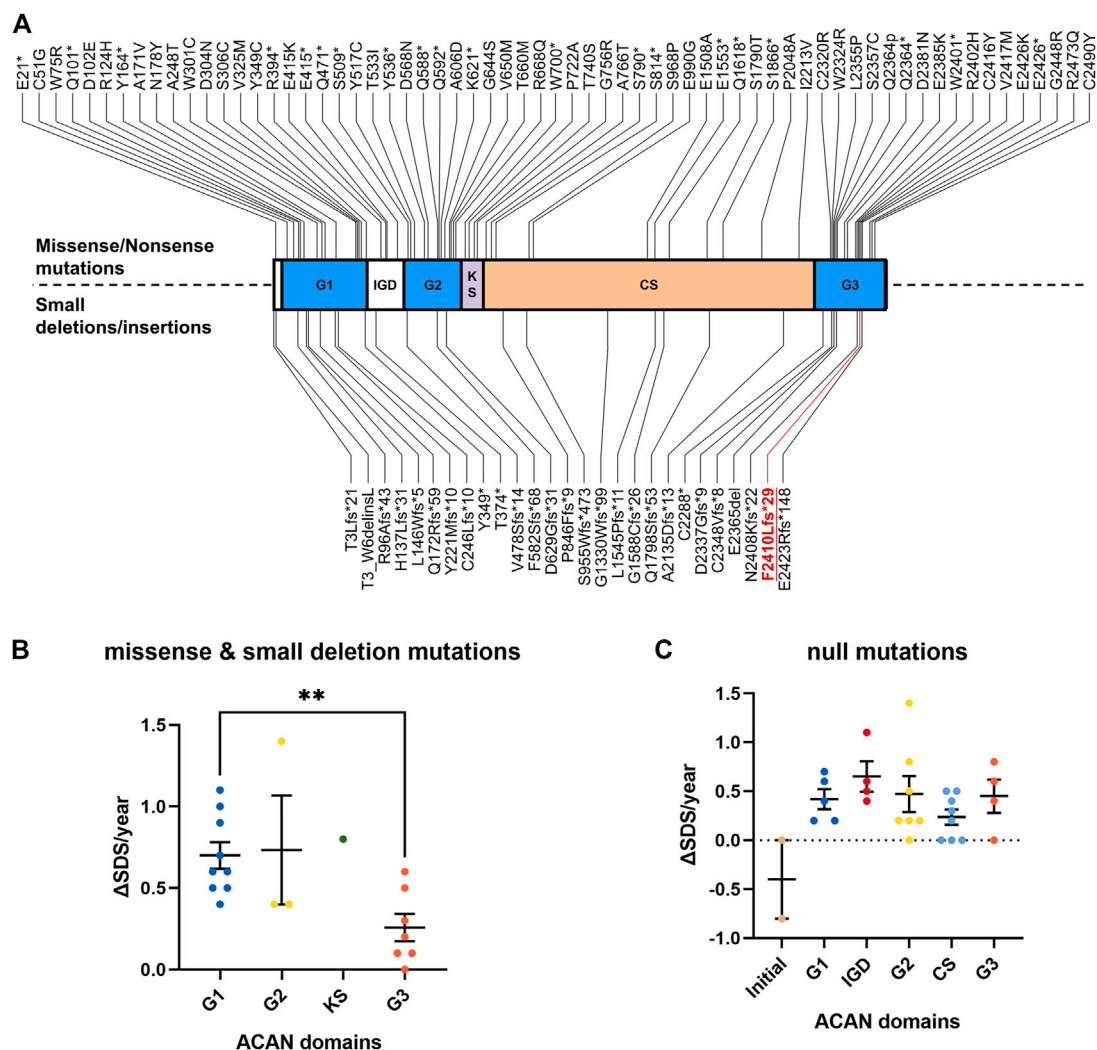 A
E21*
C51G
W75R
Q101*
D102E
R124H
Y164*
A171V
N178Y
A248T
W301C
D304N
S306C
V325M
Y349C
R394*
E415K
E415*
Q471*
S509*
Y517C
T533I
Y536*
D568N
Q588*
Q592*
A606D
K621*
G644S
V650M
T660M
R668Q
W700*
P722A
T740S
G756R
A766T
S790*
S814*
S968P
E990G
E1508A
E1553*
Q1618*
S1790T
S1866*
P2048A
I2213V
C2320R
W2324R
L2355P
S2357C
Q2364p
Q2364*
D2381N
E2385K
W2401*
R2402H
C2416Y
V2417M
E2426K
E2426*
G2448R
R2473Q
C2490Y
Missense/Nonsense
mutations
Small
deletions/insertions
G1
IGD
G2
K
S
CS
G3
T3Lfs*21
T3_W6delinsL
R96Afs*43
H137Lfs*31
L146Wfs*5
Q172Rfs*59
Y221Mfs*10
C246Lfs*10
Y349*
T374*
V478Sfs*14
F582Sfs*68
D629Gfs*31
P846Ffs*9
S955Wfs*473
G1330Wfs*99
L1545Pfs*11
G1588Cfs*26
Q1798Sfs*53
A2135Dfs*13
C2288*
D2337Gfs*9
C2348Vfs*8
E2365del
N2408Kfs*22
F2410Lfs*29
E2423Rfs*148
B
missense & small deletion mutations
**
ΔSDS/year
1.5
1.0
0.5
0.0
G1
G2
KS
G3
ACAN domains
C
null mutations
ΔSDS/year
1.5
1.0
0.5
0.0
-0.5
-1.0
Initial
G1
IGD
G2
CS
G3
ACAN domains